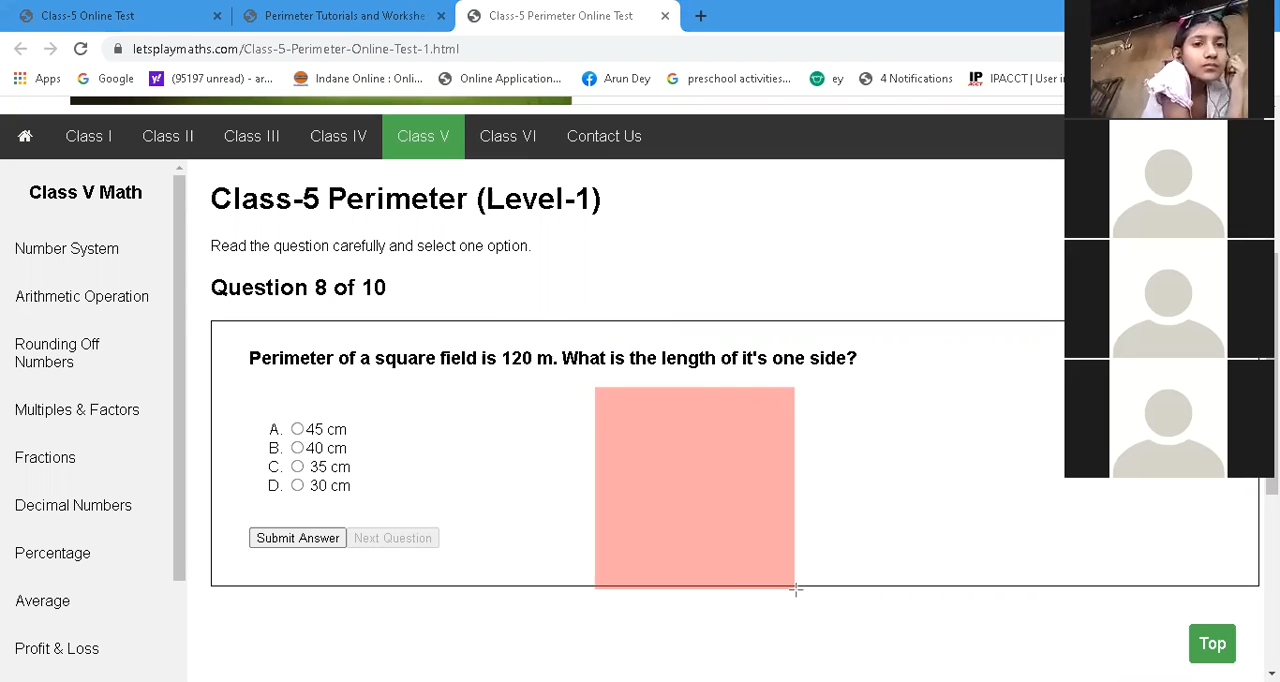 Class-5 Online Test
Perimeter Tutorials and Workshe
Class-5 Perimeter Online Test
letsplaymaths.com/Class-5-Perimeter-Online-Test-1.html
Apps Google (95197 unread) - ar... Indane Online : Onli... Online Application... Arun Dey preschool activities... ey 4 Notifications IPACCT | User in
Class I Class II Class III Class IV Class V Class VI Contact Us
Class V Math
Number System
Arithmetic Operation
Rounding Off
Numbers
Multiples & Factors
Fractions
Decimal Numbers
Percentage
Average
Profit & Loss
Class-5 Perimeter (Level-1)
Read the question carefully and select one option.
Question 8 of 10
Perimeter of a square field is 120 m. What is the length of it's one side?
A. 45 cm
B. 40 cm
C. 35 cm
D. 30 cm
Submit Answer Next Question
Top